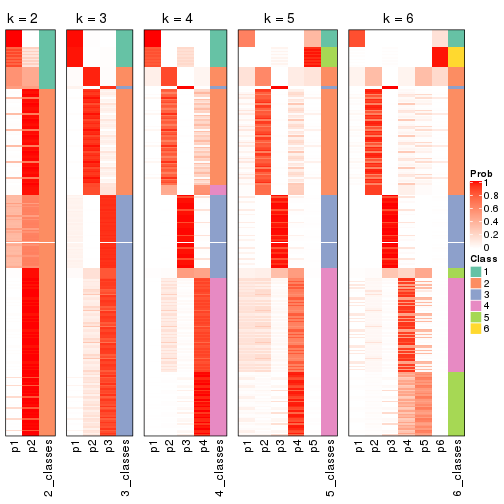 k = 2
k = 3
k = 4
k = 5
k = 6
Prob
1
0.8
0.6
0.4
0.2
0
Class
1
2
3
4
5
6
p1
p2
2_classes
p1
p2
p3
3_classes
p1
p2
p3
p4
4_classes
p1
p2
p3
p4
p5
5_classes
p1
p2
p3
p4
p5
p6
6_classes